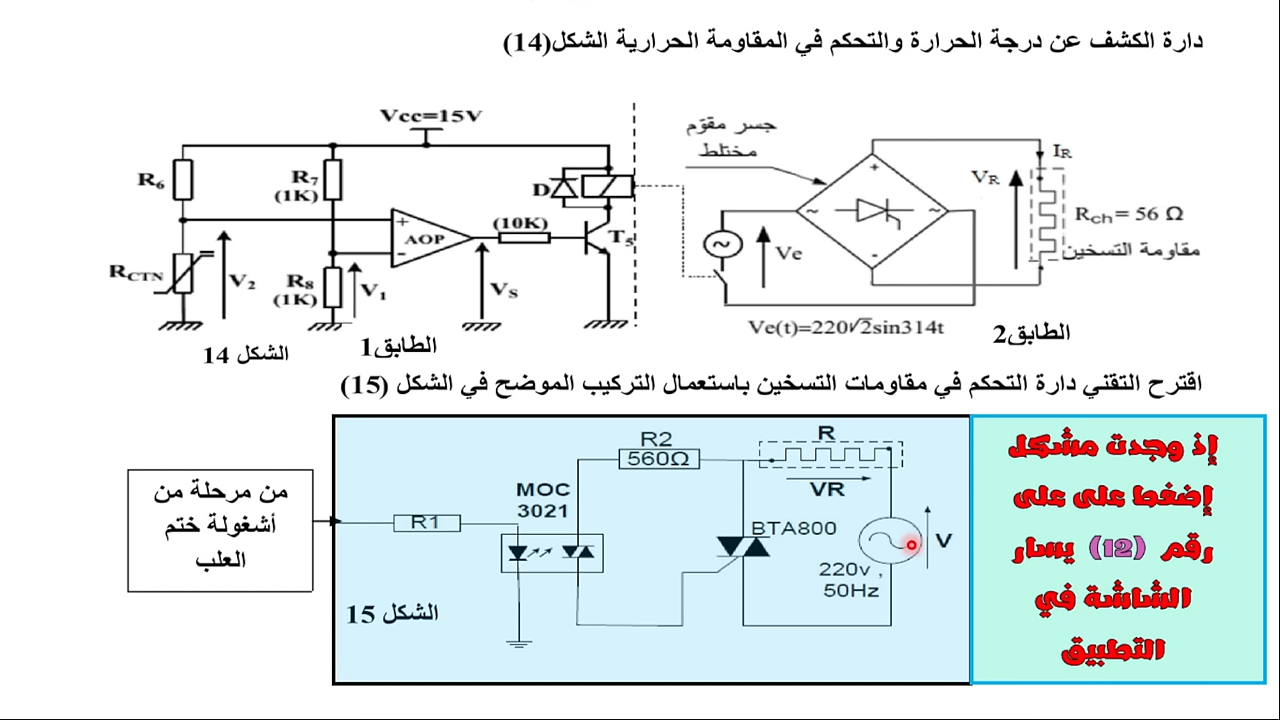 دارة الكشف عن درجة الحرارة والتحكم في المقاومة الحرارية الشكل(14)
Vcc=15V
R6
R7
(1K)
D
(10K)
T5
+
AOP
-
RCTN
V2
R8
(1K)
V1
VS
الطابق1
الشكل 14
جسر مقوّم
مختلط
IR
VR
+
~
~
-
Rch = 56 Ω
مقاومة التسخين
Ve
Ve(t)=220√2sin314t
الطابق2
اقترح التقني دارة التحكم في مقاومات التسخين باستعمال التركيب الموضح في الشكل (15)
من مرحلة من
أشغولة ختم
العلب
R1
MOC
3021
R2
560Ω
R
VR
BTA800
V
220v ,
50Hz
الشكل 15
إذ وجدت مشكل
إضغط على على
رقم (12) يسار
الشاشة في
التطبيق